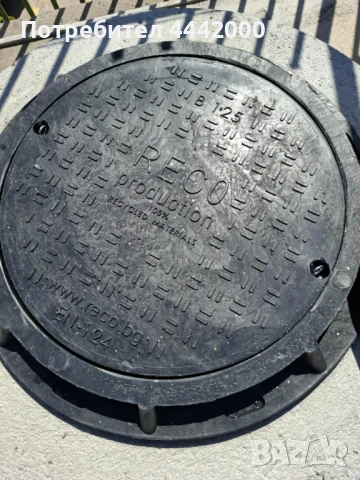 Потребител 4442000
B 125
RECO
production
100%
RECYCLED MATERIALS
www.reco.bg
EN-124
BAZAR